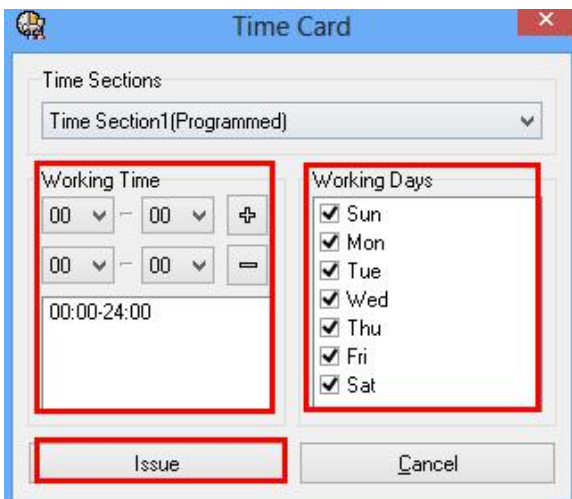 Time Card
Time Sections
Time Section1(Programmed)
Working Time
00 - 00
00 - 00
00:00-24:00
Working Days
Sun
Mon
Tue
Wed
Thu
Fri
Sat
Issue
Cancel